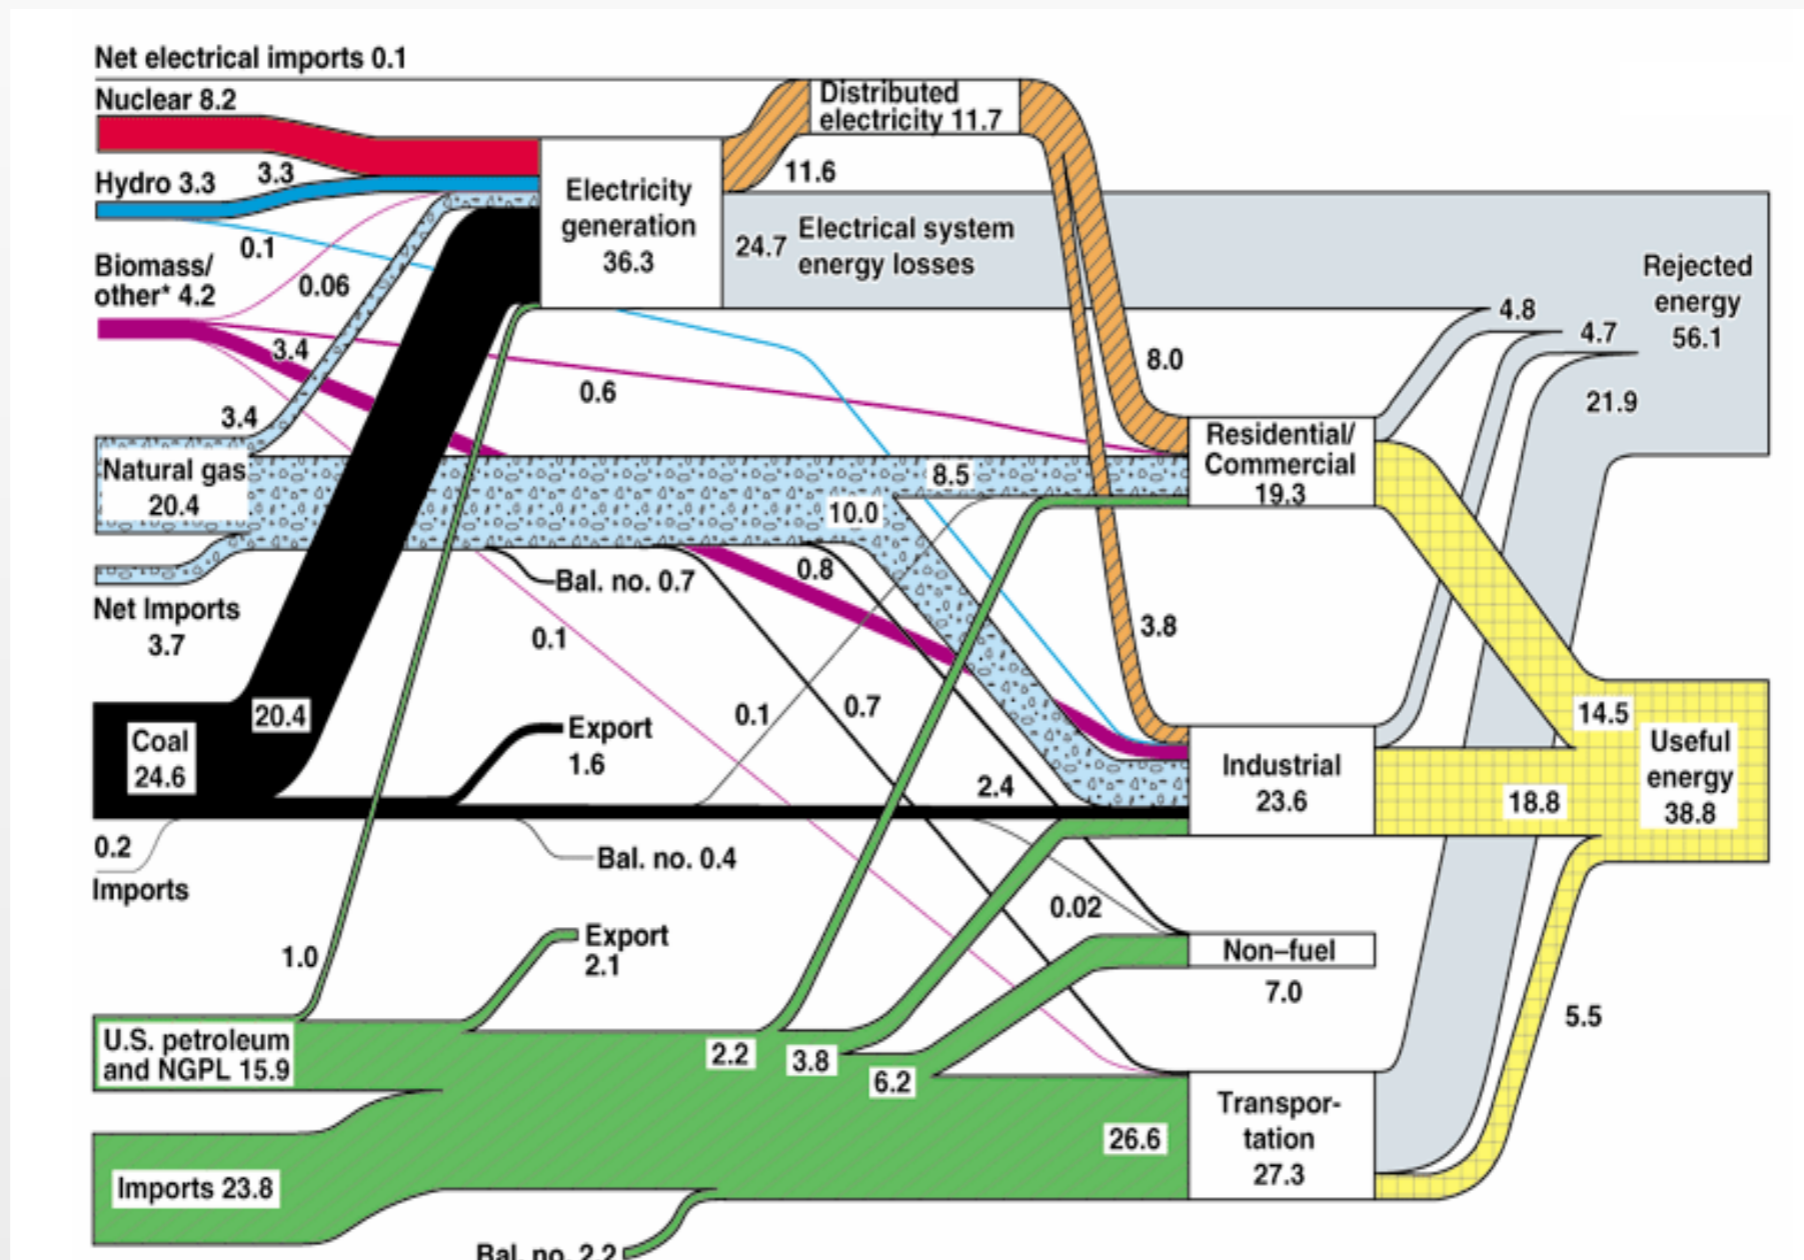 Net electrical imports 0.1
Nuclear 8.2
Distributed
electricity 11.7
Hydro 3.3
3.3
11.6
Electricity
generation
36.3
0.1
24.7
Electrical system
energy losses
Rejected
energy
56.1
Biomass/
other* 4.2
0.06
4.8
4.7
3.4
0.6
8.0
21.9
3.4
Natural gas
20.4
8.5
10.0
Residential/
Commercial
19.3
Bal. no. 0.7
0.8
Net Imports
3.7
0.1
3.8
20.4
Coal
24.6
Export
1.6
0.1
0.7
2.4
Industrial
23.6
14.5
18.8
Useful
energy
38.8
0.2
Imports
Bal. no. 0.4
0.02
1.0
Export
2.1
Non–fuel
7.0
5.5
U.S. petroleum
and NGPL 15.9
2.2
3.8
6.2
26.6
Transpor-
tation
27.3
Imports 23.8
Bal. no. 2.2